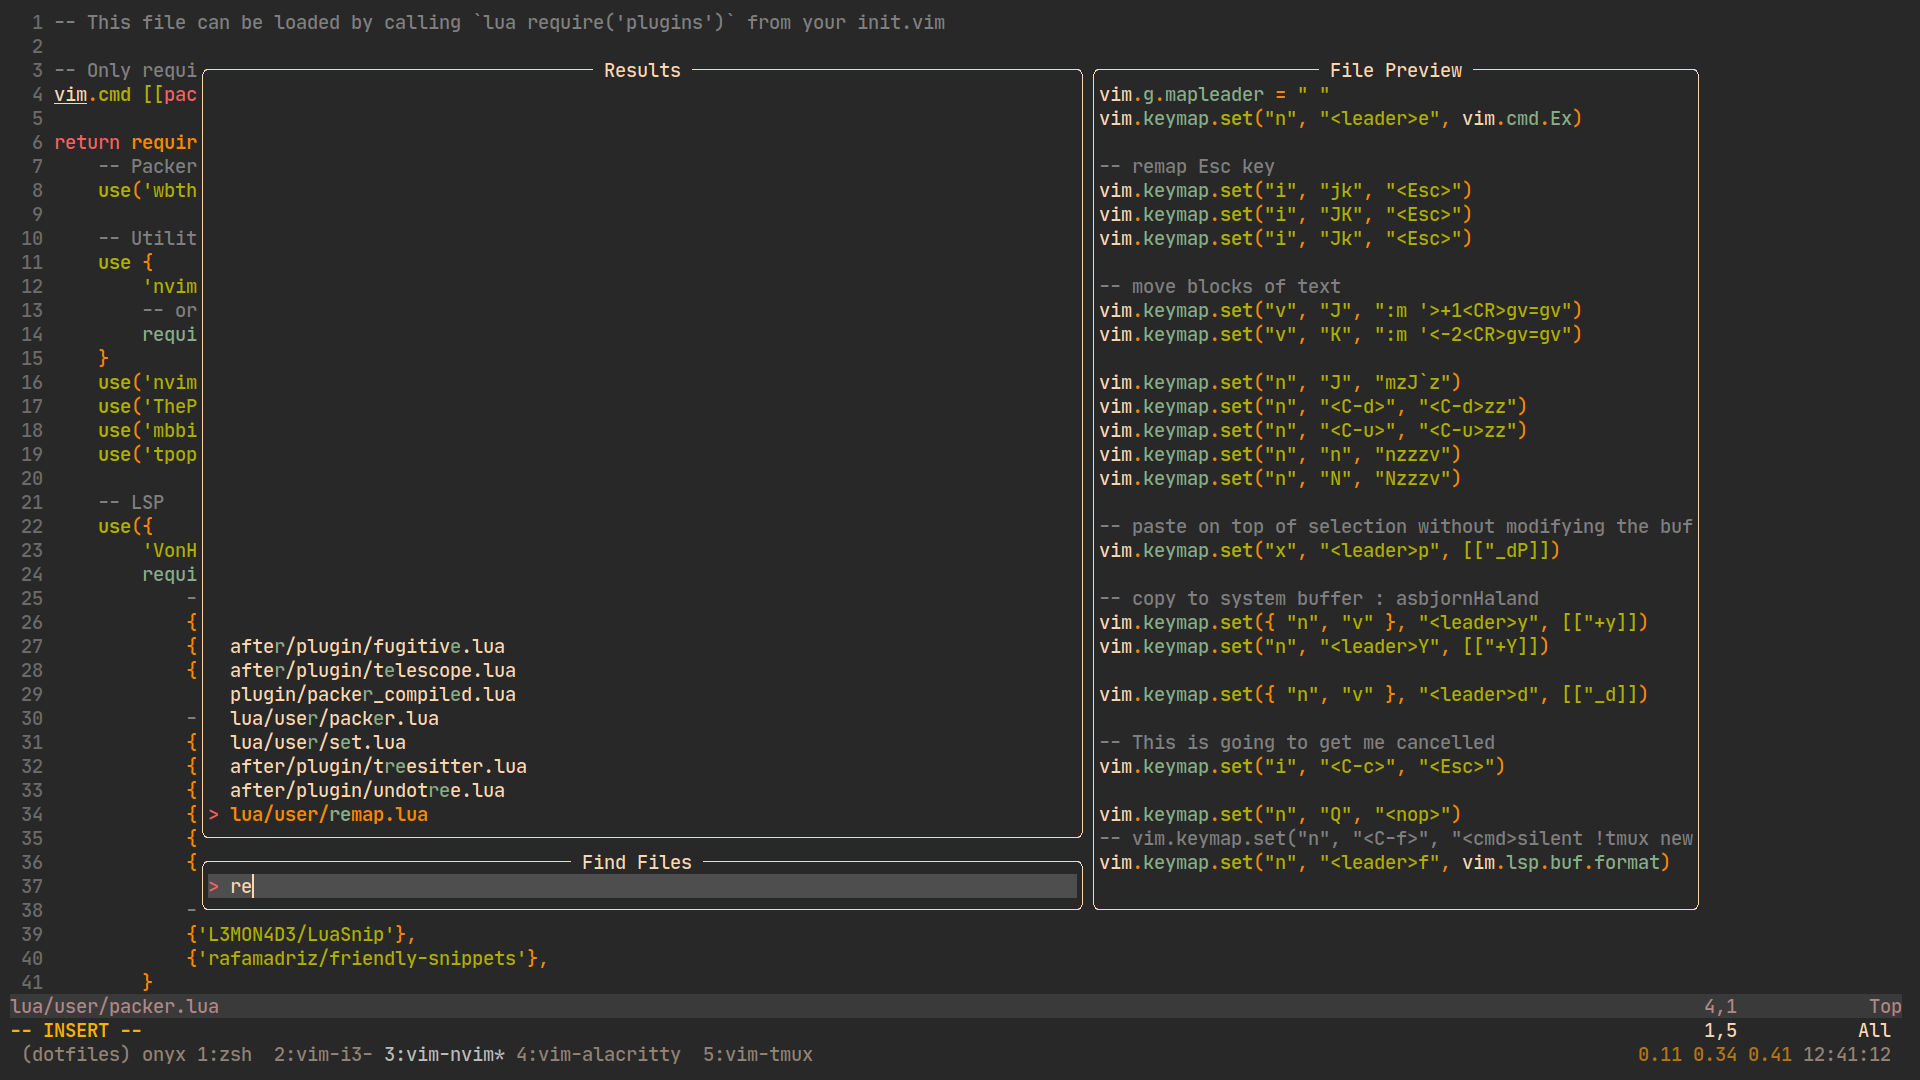 1 -- This file can be loaded by calling `lua require('plugins')` from your init.vim
2
3 -- Only requi
4 vim.cmd [[pac
5
6 return requir
7 -- Packer
8 use('wbth
9
10 -- Utilit
11 use {
12 'nvim
13 -- or
14 requi
15 }
16 use('nvim
17 use('TheP
18 use('mbbi
19 use('tpop
20
21 -- LSP
22 use({
23 'VonH
24 requi
25 -
26 {
27 {
28 {
29
30 -
31 {
32 {
33 {
34 {
35 {
36 {
37
38 -
39 {'L3MON4D3/LuaSnip'},
40 {'rafamadriz/friendly-snippets'},
41 }
Results
after/plugin/fugitive.lua
after/plugin/telescope.lua
plugin/packer_compiled.lua
lua/user/packer.lua
lua/user/set.lua
after/plugin/treesitter.lua
after/plugin/undotree.lua
> lua/user/remap.lua
Find Files
> re
File Preview
vim.g.mapleader = " "
vim.keymap.set("n", "<leader>e", vim.cmd.Ex)
-- remap Esc key
vim.keymap.set("i", "jk", "<Esc>")
vim.keymap.set("i", "JK", "<Esc>")
vim.keymap.set("i", "Jk", "<Esc>")
-- move blocks of text
vim.keymap.set("v", "J", ":m '>+1<CR>gv=gv")
vim.keymap.set("v", "K", ":m '<-2<CR>gv=gv")
vim.keymap.set("n", "J", "mzJ`z")
vim.keymap.set("n", "<C-d>", "<C-d>zz")
vim.keymap.set("n", "<C-u>", "<C-u>zz")
vim.keymap.set("n", "n", "nzzzv")
vim.keymap.set("n", "N", "Nzzzv")
-- paste on top of selection without modifying the buf
vim.keymap.set("x", "<leader>p", [["_dP]])
-- copy to system buffer : asbjornHaland
vim.keymap.set({ "n", "v" }, "<leader>y", [["+y]])
vim.keymap.set("n", "<leader>Y", [["+Y]])
vim.keymap.set({ "n", "v" }, "<leader>d", [["_d]])
-- This is going to get me cancelled
vim.keymap.set("i", "<C-c>", "<Esc>")
vim.keymap.set("n", "Q", "<nop>")
-- vim.keymap.set("n", "<C-f>", "<cmd>silent !tmux new
vim.keymap.set("n", "<leader>f", vim.lsp.buf.format)
lua/user/packer.lua 4,1 Top
-- INSERT -- 1,5 All
(dotfiles) onyx 1:zsh 2:vim-i3- 3:vim-nvim* 4:vim-alacritty 5:vim-tmux 0.11 0.34 0.41 12:41:12